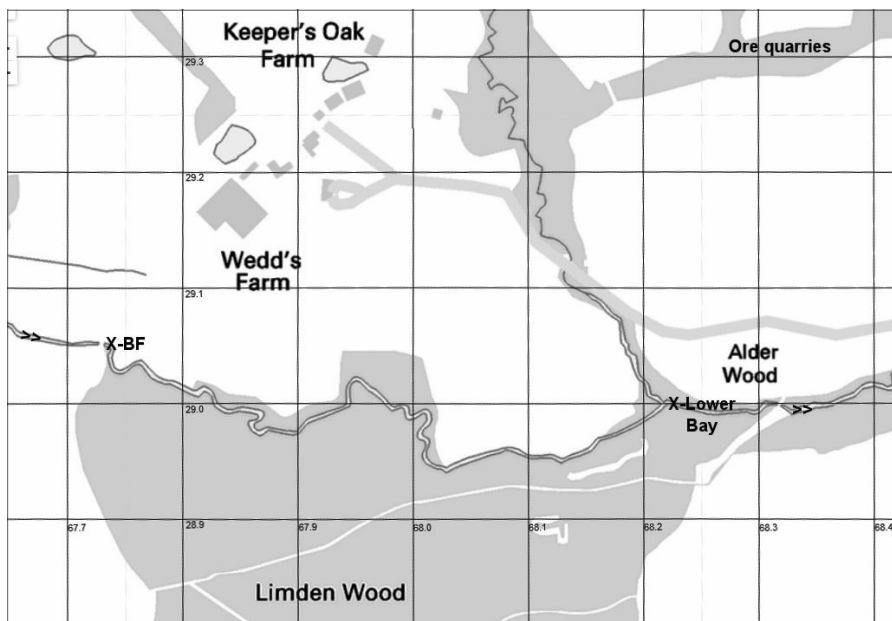 Keeper's Oak
Farm
Ore quarries
29.3
29.2
Wedd's
Farm
29.1
>>
X-BF
Alder
Wood
29.0
X-Lower
Bay
>>
67.7
28.9
67.9
68.0
68.1
68.2
68.3
68.4
Limden Wood